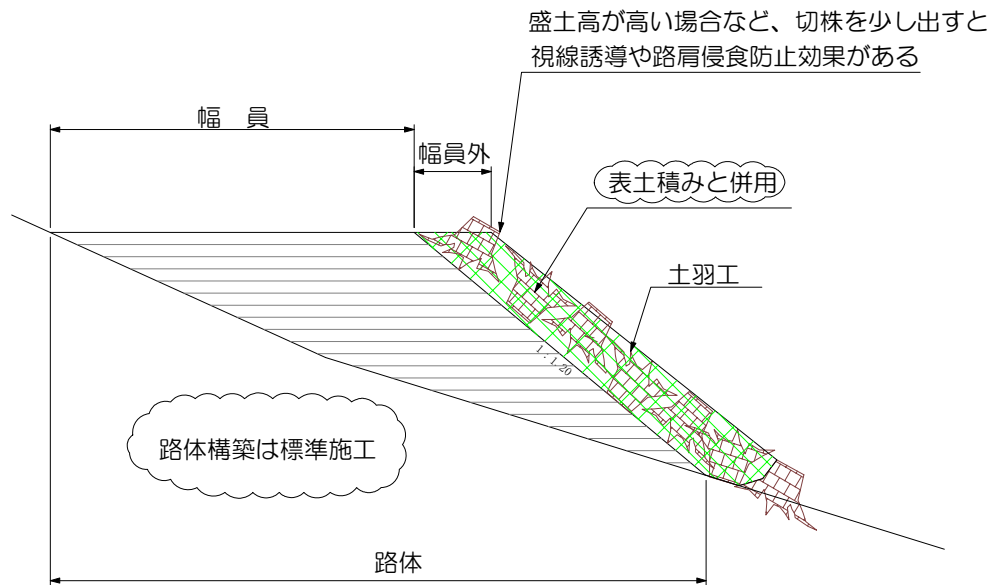 盛土高が高い場合など、切株を少し出すと
視線誘導や路肩侵食防止効果がある
幅　員
幅員外
表土積みと併用
土羽工
1：1.20
路体構築は標準施工
路体